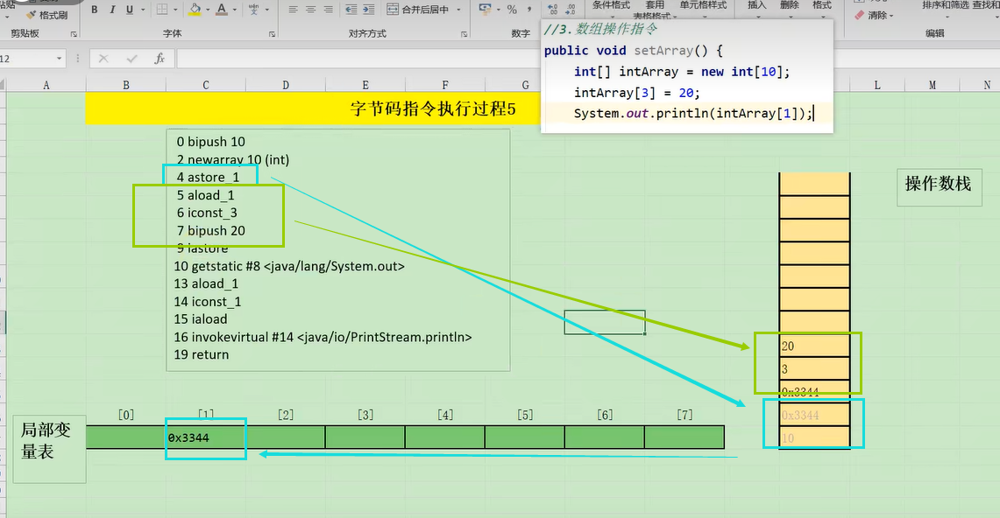 粘贴
格式刷
剪贴板
B I U
A
wén
字体
合并后居中
对齐方式
% ,
数字
条件格式 套用 单元格样式
表格格式
插入 删除 格式
清除
排序和筛选 查找和
编辑
12
fx
//3.数组操作指令
public void setArray() {
int[] intArray = new int[10];
intArray[3] = 20;
System.out.println(intArray[1]);
A B C D E F G L M N
字节码指令执行过程5
0 bipush 10
2 newarray 10 (int)
4 astore_1
5 aload_1
6 iconst_3
7 bipush 20
9 iastore
10 getstatic #8 <java/lang/System.out>
13 aload_1
14 iconst_1
15 iaload
16 invokevirtual #14 <java/io/PrintStream.println>
19 return
操作数栈
20
3
0x3344
0x3344
10
[0] [1] [2] [3] [4] [5] [6] [7]
局部变
量表
0x3344